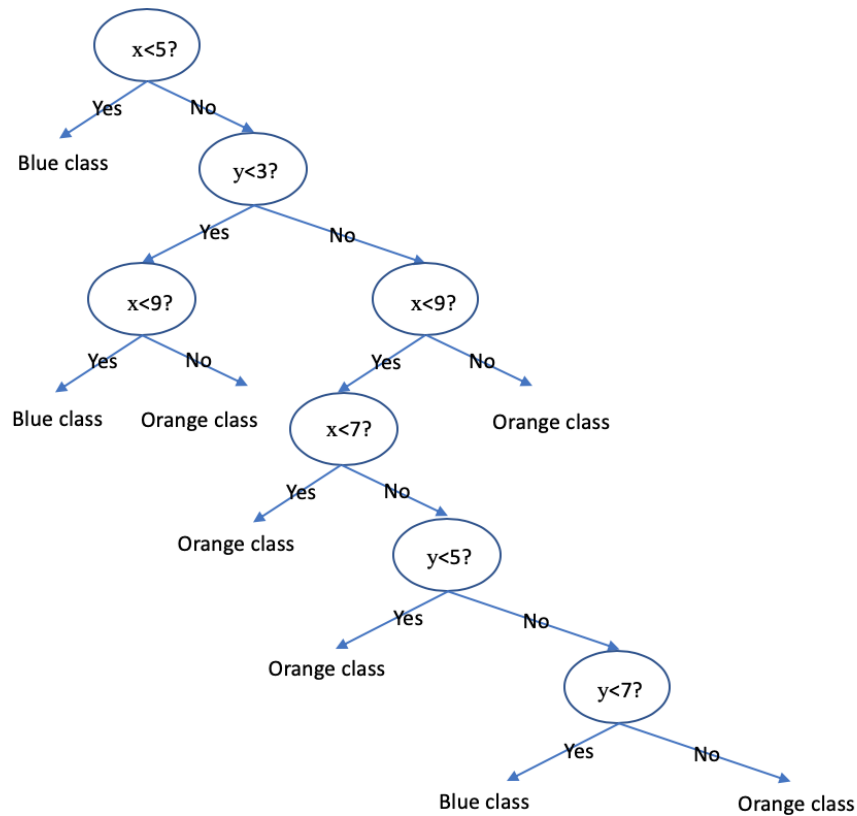 x<5?
Yes No
Blue class
y<3?
Yes No
x<9? x<9?
Yes No Yes No
Blue class Orange class Orange class
x<7?
Yes No
Orange class
y<5?
Yes No
Orange class
y<7?
Yes No
Blue class Orange class